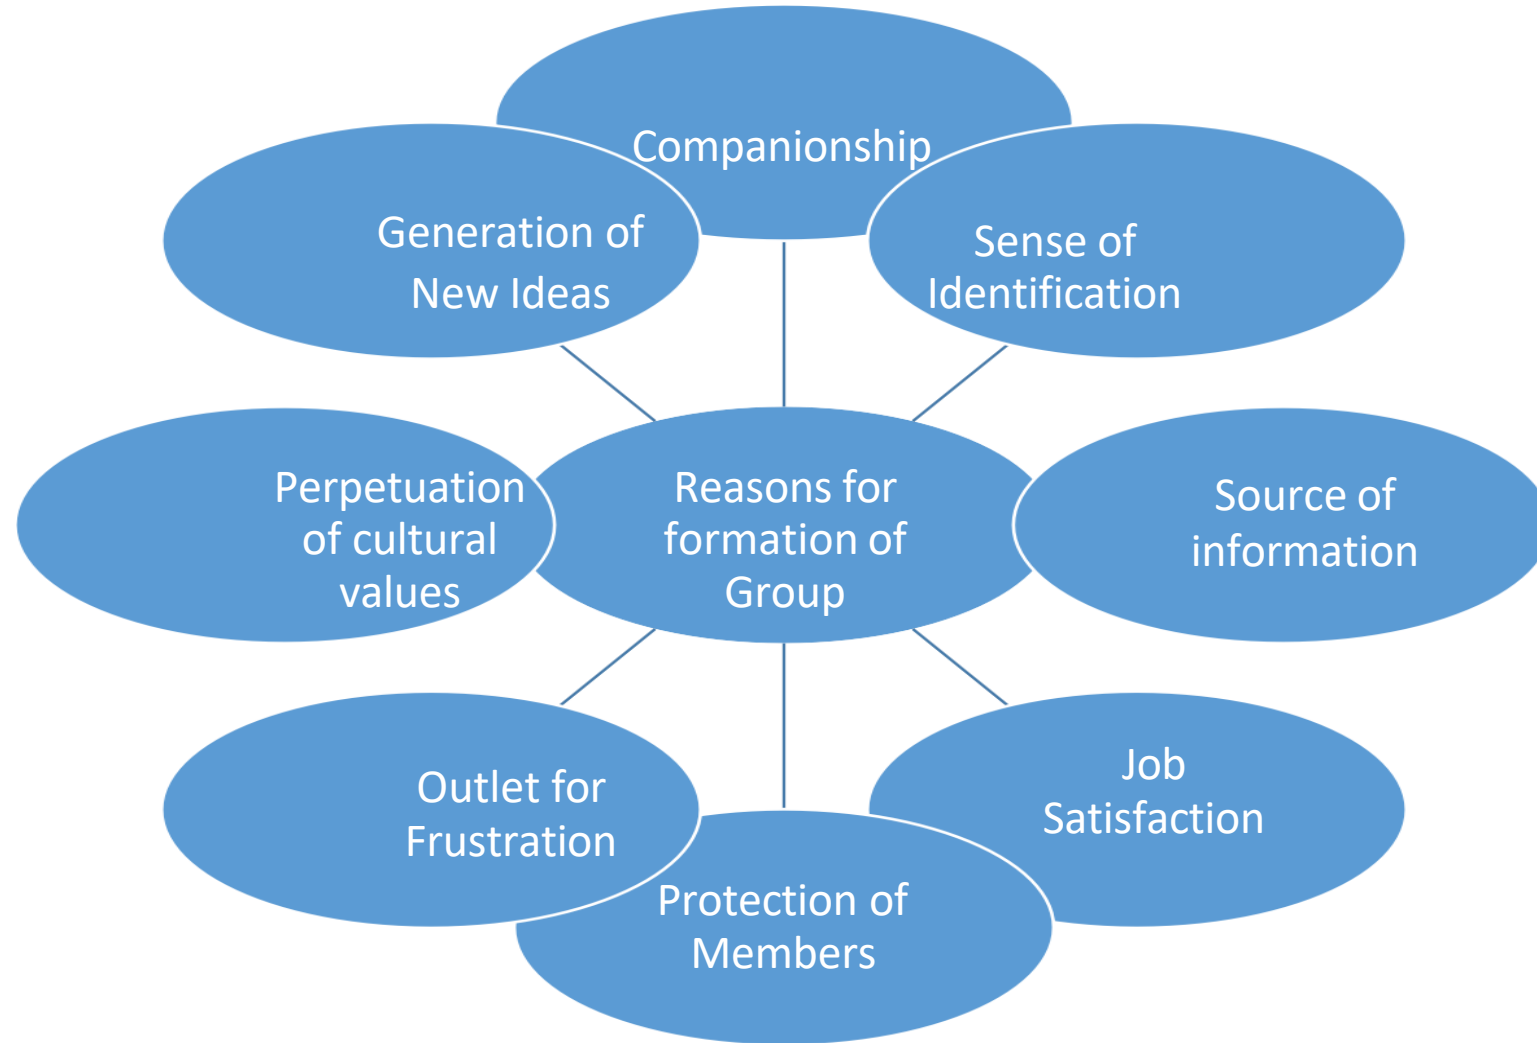 Companionship
Generation of
New Ideas
Sense of
Identification
Perpetuation
of cultural
values
Reasons for
formation of
Group
Source of
information
Outlet for
Frustration
Job
Satisfaction
Protection of
Members